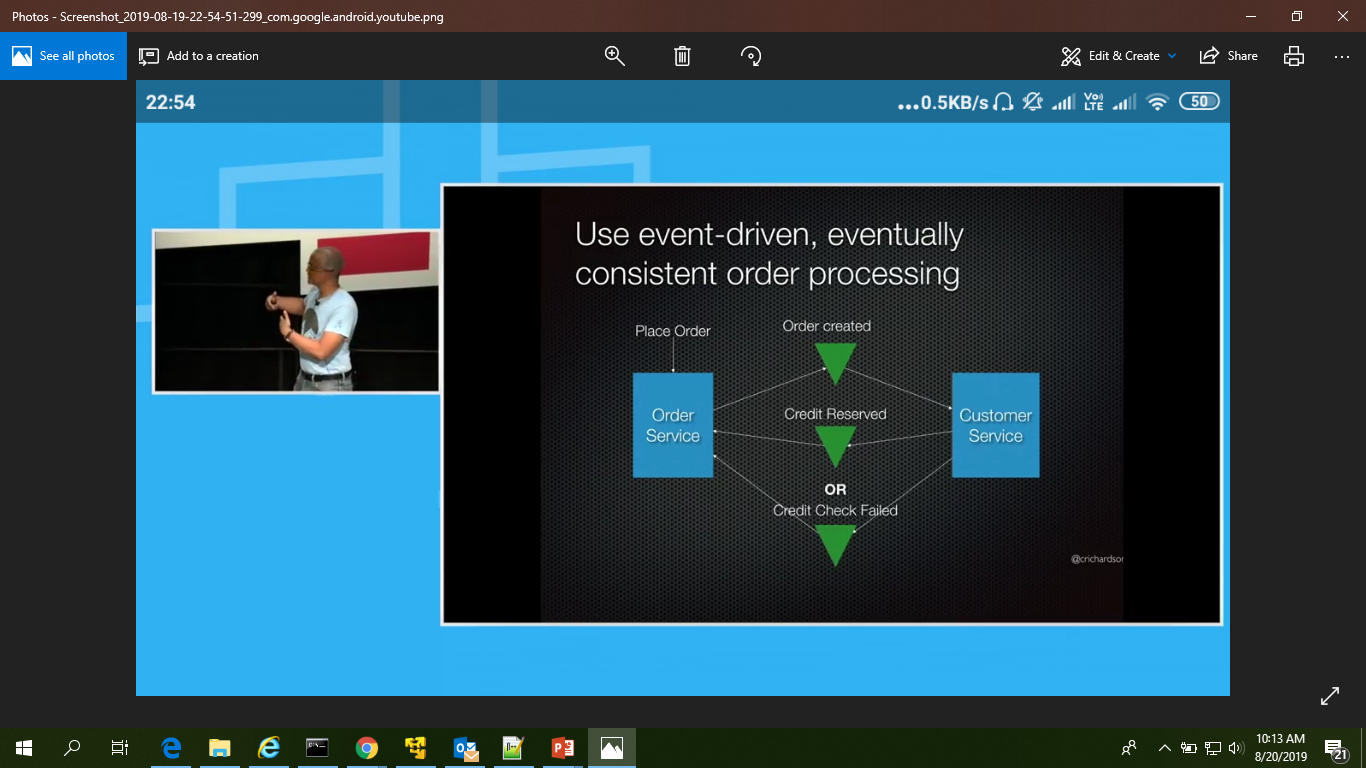 Photos - Screenshot_2019-08-19-22-54-51-299_com.google.android.youtube.png
See all photos
Add to a creation
Edit & Create
Share
22:54
...0.5KB/s
Vo))
LTE
50
Use event-driven, eventually
consistent order processing
Place Order
Order created
Order
Service
Credit Reserved
Customer
Service
OR
Credit Check Failed
@crichardson
10:13 AM
8/20/2019
21